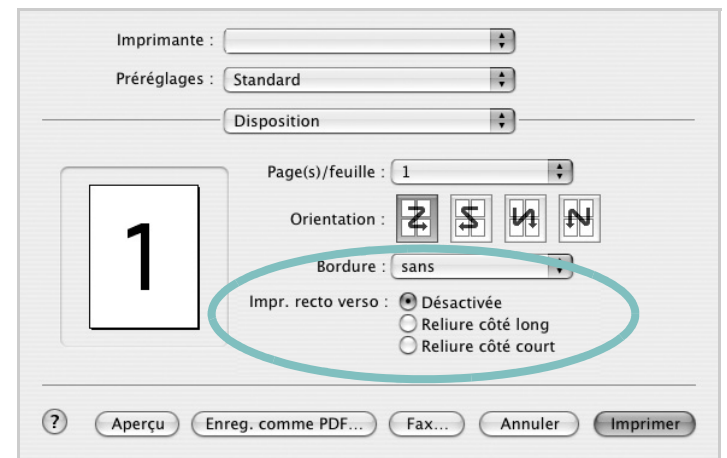 Imprimante :
Préréglages : Standard
Disposition
Page(s)/feuille : 1
Orientation :
1
Bordure : sans
Impr. recto verso : Désactivée
Reliure côté long
Reliure côté court
? Aperçu Enreg. comme PDF... Fax... Annuler Imprimer